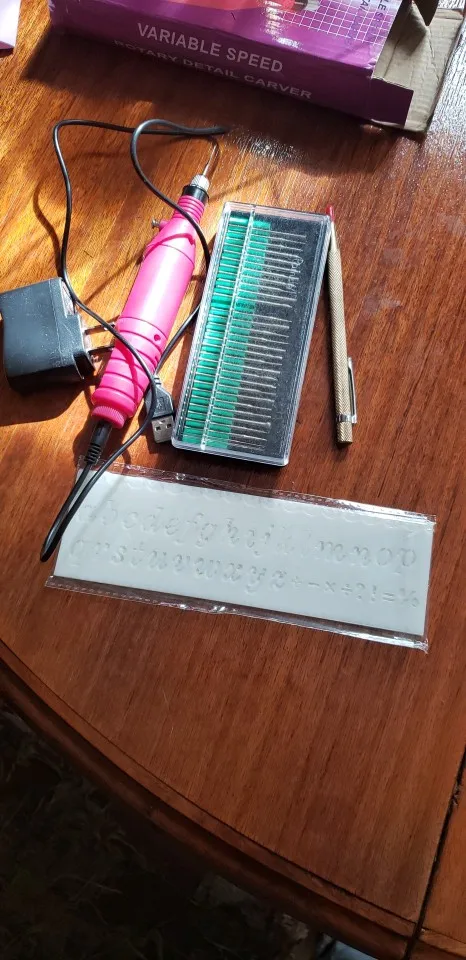 VARIABLE SPEED
ROTARY DETAIL CARVER
abcdefghijklmnop
qrstuvwxyz+-×÷?!=%